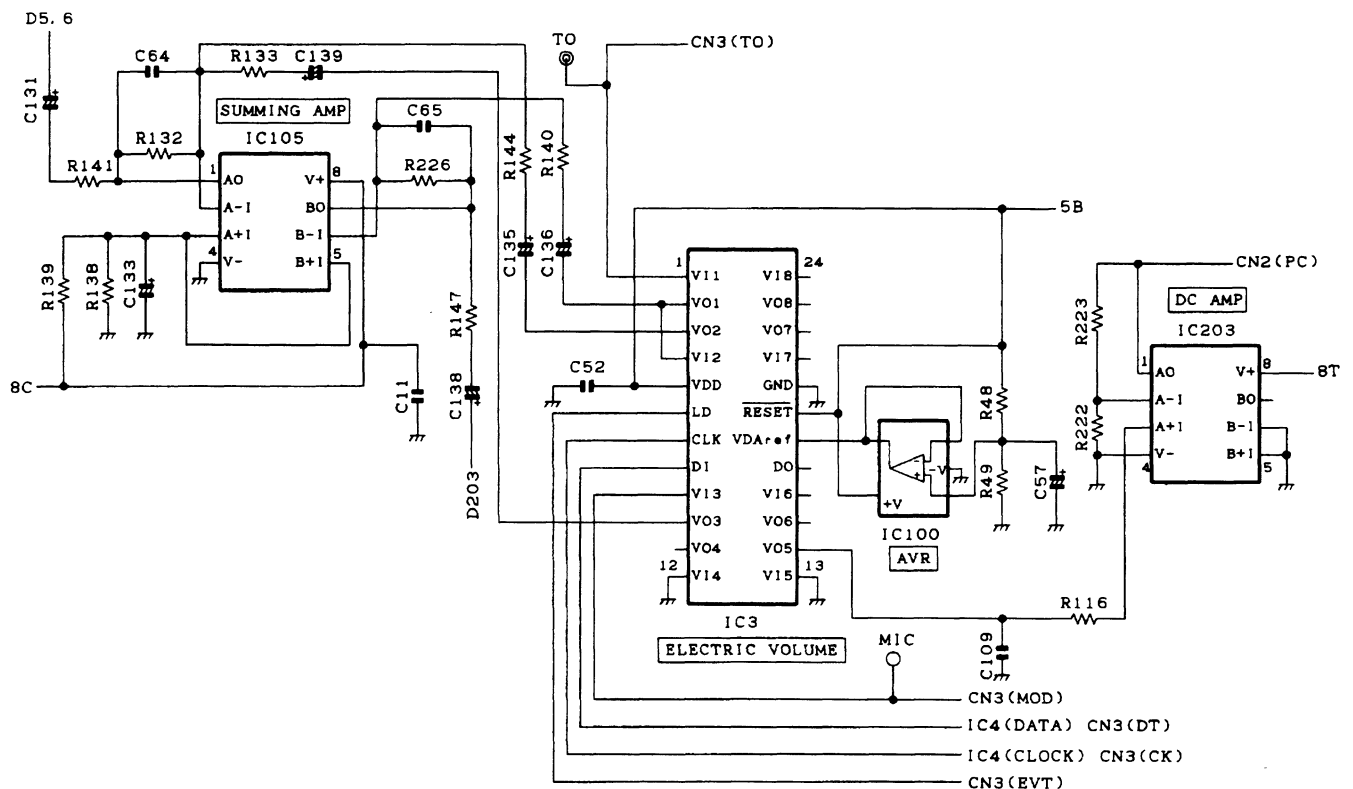 D5, 6
C131
C64
R133
C139
SUMMING AMP
IC105
R132
R141
1
AO
A-I
A+I
4
V-
8
V+
BO
B-I
5
B+I
C65
R226
R144
R140
C135
C136
R139
R138
C133
8C
C11
R147
C138
D203
TO
CN3(TO)
5B
C52
1
VI1
VO1
VO2
VI2
VDD
LD
CLK
DI
VI3
VO3
VO4
12
VI4
24
VI8
VO8
VO7
VI7
GND
RESET
VDAref
DO
VI6
VO6
VO5
13
VI5
IC3
ELECTRIC VOLUME
-
+
-V
+V
IC100
AVR
R48
R49
C57
CN2(PC)
DC AMP
IC203
R223
R222
1
AO
A-I
A+I
V-
4
8
V+
BO
B-I
B+I
5
8T
R116
C109
MIC
CN3(MOD)
IC4(DATA) CN3(DT)
IC4(CLOCK) CN3(CK)
CN3(EVT)